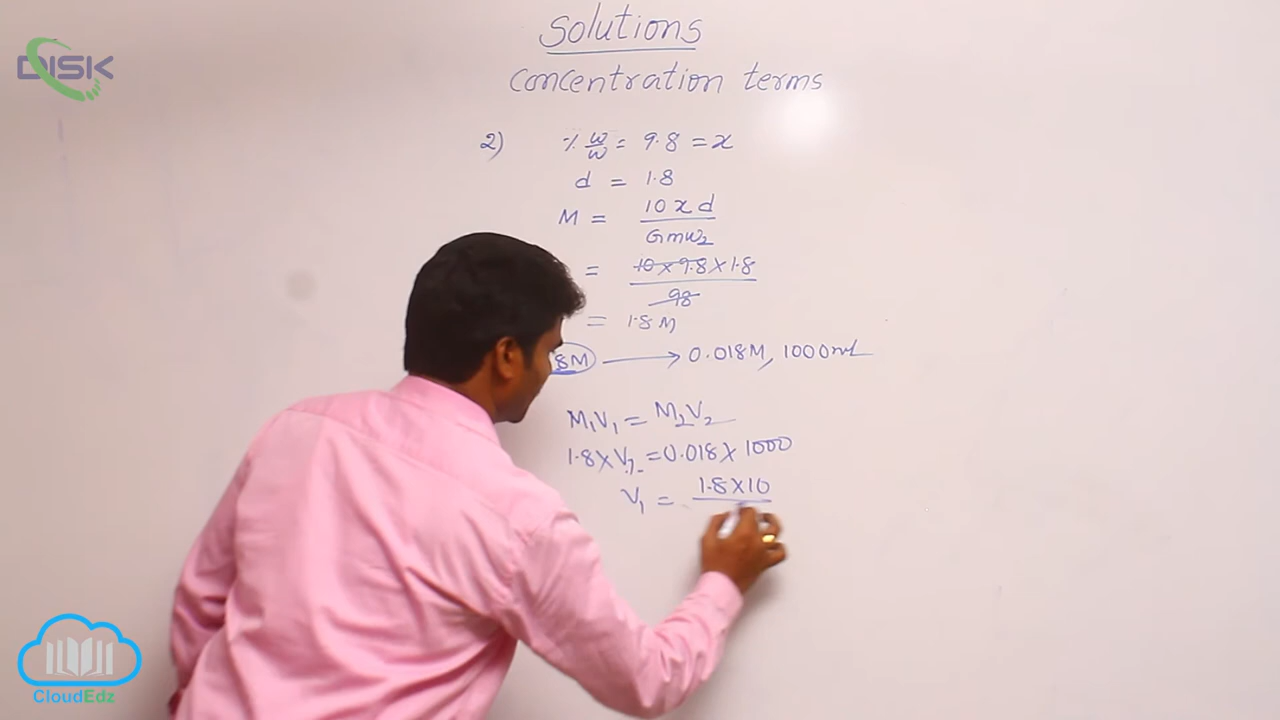 Solutions
DISK
concentration terms
2) % w/w = 9.8 = x
d = 1.8
M = 10 x d / Gmw2
= 10 × 9.8 × 1.8 / 98
= 1.8 M
8M → 0.018M, 1000ml
M1V1 = M2V2
1.8 × V1 = 0.018 × 1000
V1 = 1.8 × 10
CloudEdz